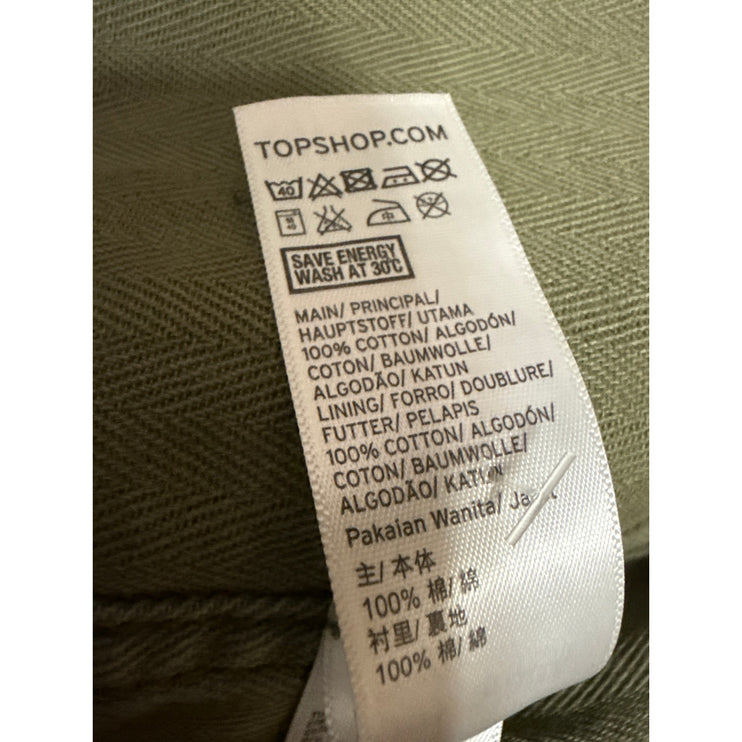 TOPSHOP.COM
40
SAVE ENERGY
WASH AT 30°C
MAIN/ PRINCIPAL/
HAUPTSTOFF/ UTAMA
100% COTTON/ ALGODÓN/
COTON/ BAUMWOLLE/
ALGODÃO/ KATUN
LINING/ FORRO/ DOUBLURE/
FUTTER/ PELAPIS
100% COTTON/ ALGODÓN/
COTON/ BAUMWOLLE/
ALGODÃO/ KATUN
Pakaian Wanita/
主/ 本体
100% 棉/ 綿
衬里/ 裏地
100% 棉/ 綿